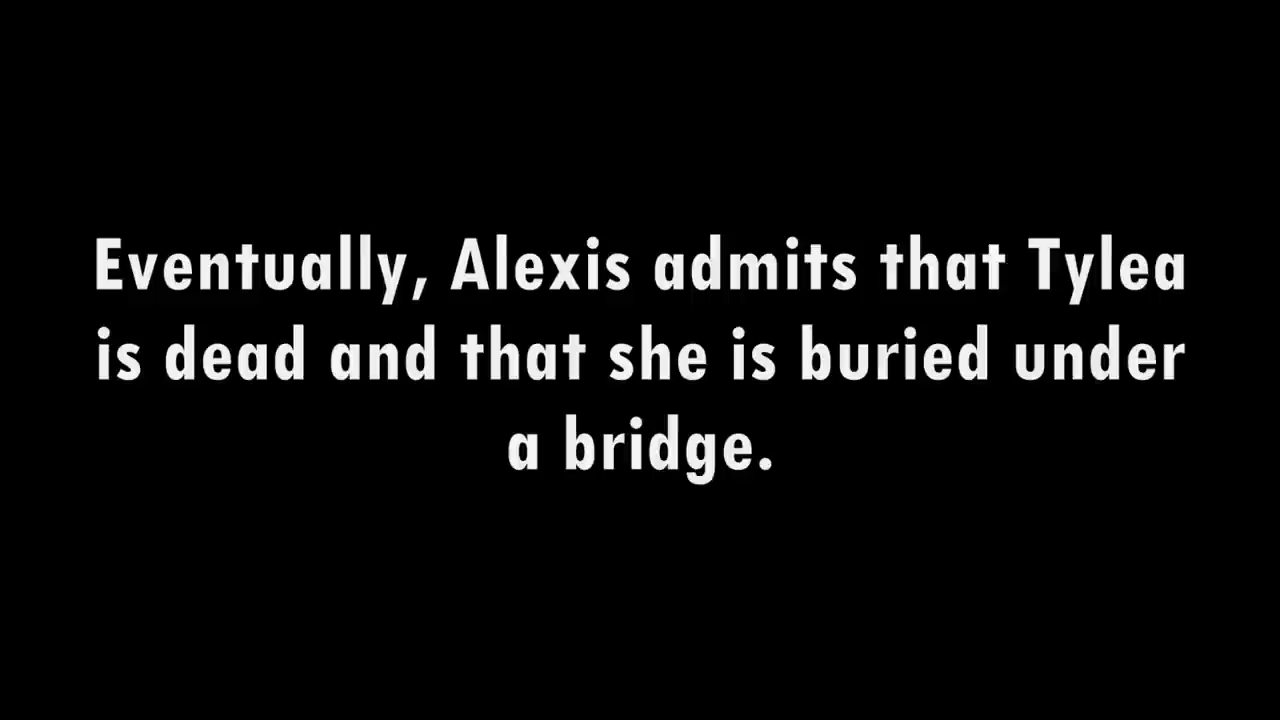 Eventually, Alexis admits that Tylea
is dead and that she is buried under
a bridge.